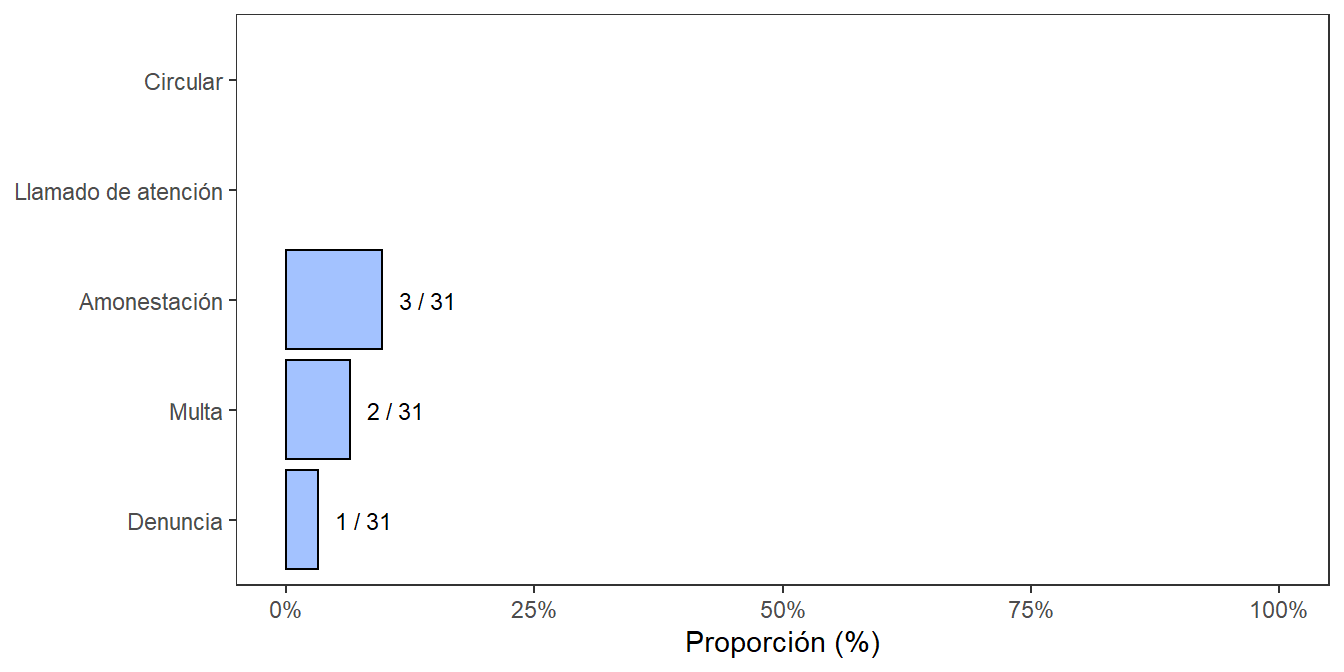 Circular
Llamado de atención
Amonestación
3 / 31
Multa
2 / 31
Denuncia
1 / 31
0%
25%
50%
75%
100%
Proporción (%)